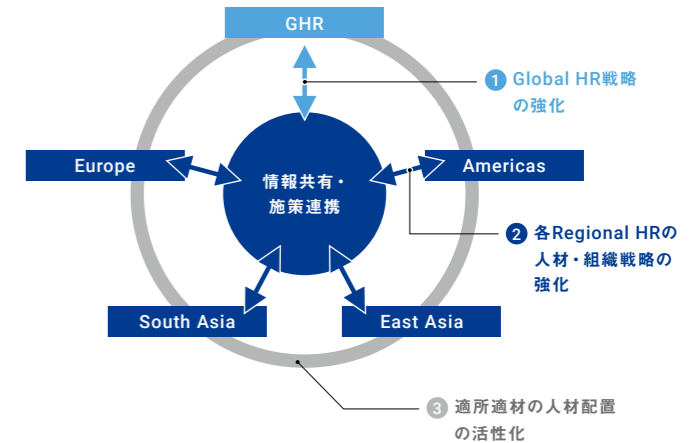 GHR
1 Global HR戦略
の強化
Europe
情報共有・
施策連携
Americas
2 各Regional HRの
人材・組織戦略の
強化
South Asia
East Asia
3 適所適材の人材配置
の活性化